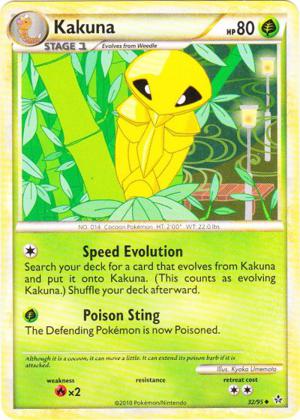 Kakuna HP 80
STAGE 1 Evolves from Weedle
NO. 014 Cocoon Pokémon HT: 2'00" WT: 22.0 lbs.
Speed Evolution
Search your deck for a card that evolves from Kakuna
and put it onto Kakuna. (This counts as evolving
Kakuna.) Shuffle your deck afterward.
Poison Sting
The Defending Pokémon is now Poisoned.
Illus. Kyoko Umemoto
Although it is a cocoon, it can move a little. It can extend its poison barb if it is
attacked.
weakness resistance retreat cost
×2
©2010 Pokémon/Nintendo 32/95